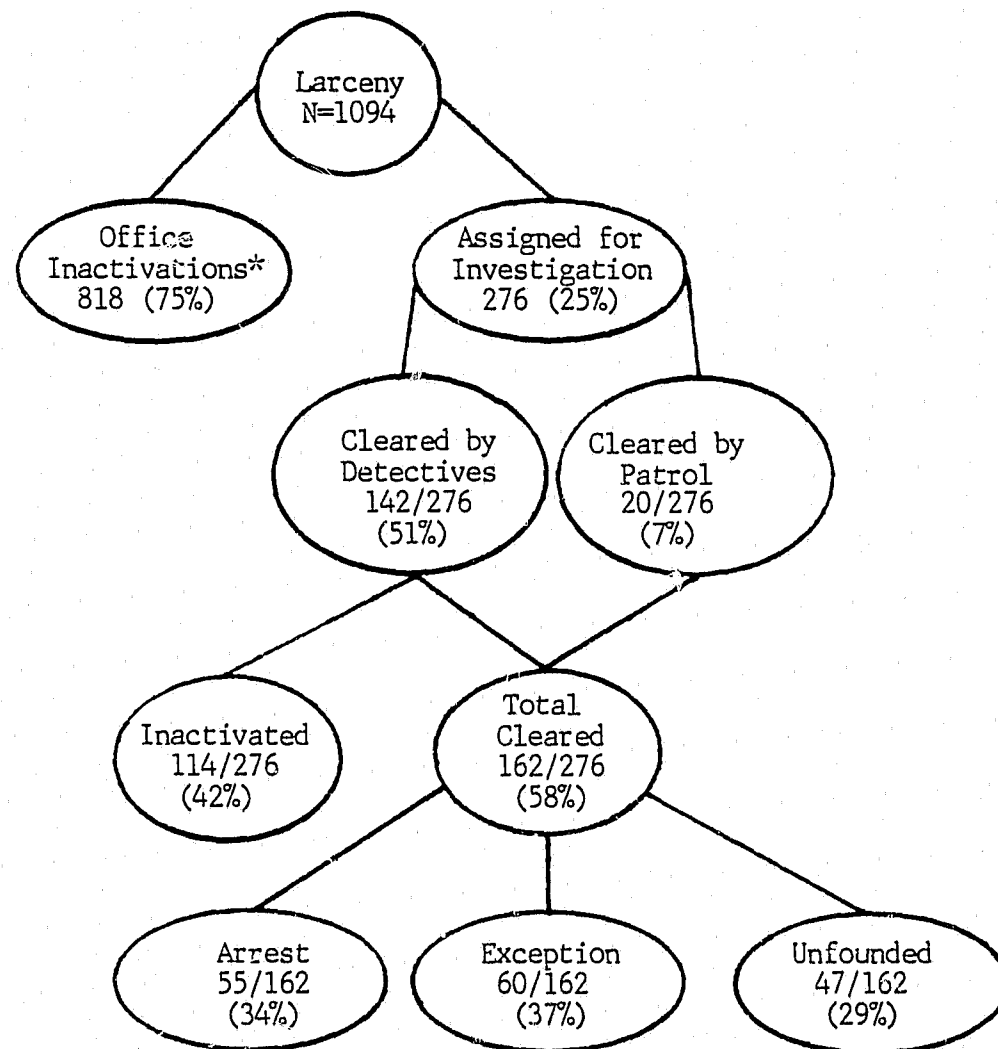 Larceny
N=1094
Office
Inactivations*
818 (75%)
Assigned for
Investigation
276 (25%)
Cleared by
Detectives
142/276
(51%)
Cleared by
Patrol
20/276
(7%)
Inactivated
114/276
(42%)
Total
Cleared
162/276
(58%)
Arrest
55/162
(34%)
Exception
60/162
(37%)
Unfounded
47/162
(29%)